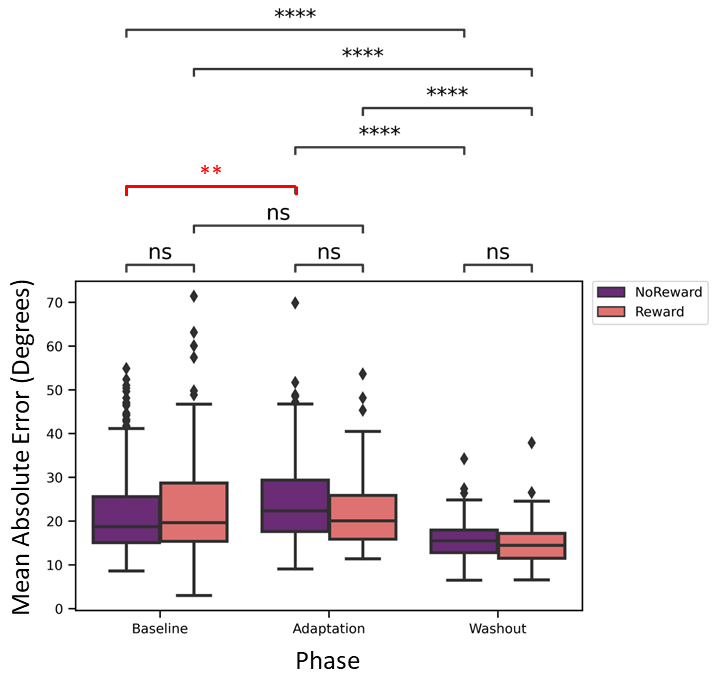 ****
****
****
****
**
ns
ns ns ns
Mean Absolute Error (Degrees)
70
60
50
40
30
20
10
0
NoReward
Reward
Baseline Adaptation Washout
Phase